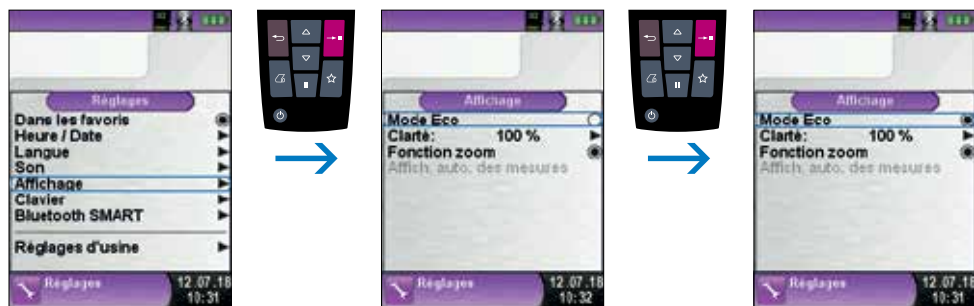 Réglages
Dans les favoris
Heure / Date
Langue
Son
Affichage
Clavier
Bluetooth SMART
Réglages d'usine
Réglages
12.07.18
10:31
Affichage
Mode Eco
Clarté: 100 %
Fonction zoom
Affich. auto. des mesures
Réglages
12.07.18
10:32
Affichage
Mode Eco
Clarté: 100 %
Fonction zoom
Affich. auto. des mesures
Réglages
12.07.18
10:31